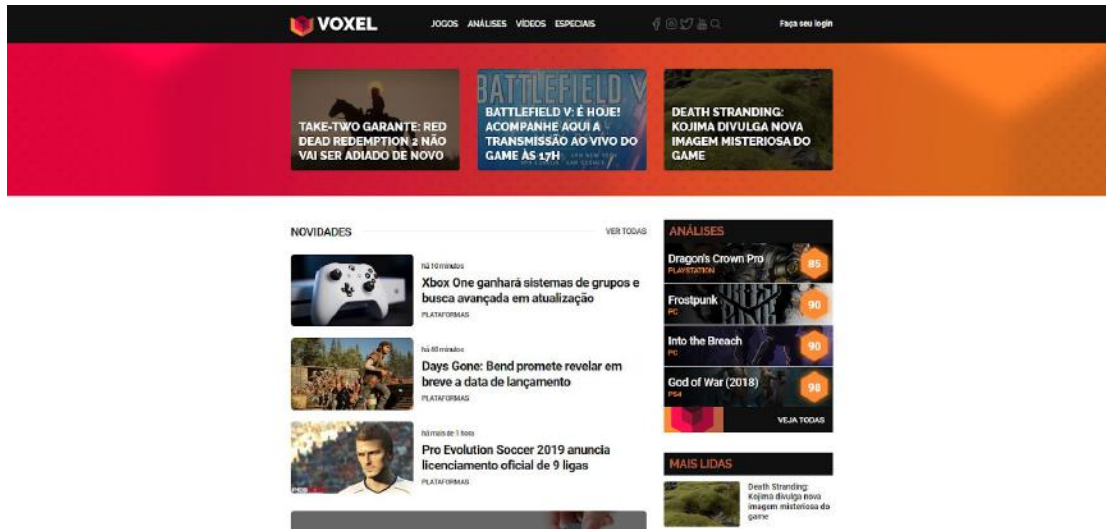 VOXEL
JOGOS ANÁLISES VÍDEOS ESPECIAIS
Faça seu login
TAKE-TWO GARANTE: RED
DEAD REDEMPTION 2 NÃO
VAI SER ADIADO DE NOVO
BATTLEFIELD V
BATTLEFIELD V: É HOJE!
ACOMPANHE AQUI A
TRANSMISSÃO AO VIVO DO
GAME ÀS 17H
DEATH STRANDING:
KOJIMA DIVULGA NOVA
IMAGEM MISTERIOSA DO
GAME
NOVIDADES
VER TODAS
há 10 minutos
Xbox One ganhará sistemas de grupos e
busca avançada em atualização
PLATAFORMAS
há 40 minutos
Days Gone: Bend promete revelar em
breve a data de lançamento
PLATAFORMAS
há mais de 1 hora
Pro Evolution Soccer 2019 anuncia
licenciamento oficial de 9 ligas
PLATAFORMAS
ANÁLISES
Dragon's Crown Pro
PLAYSTATION
85
Frostpunk
PC
90
Into the Breach
PC
90
God of War (2018)
PS4
98
VEJA TODAS
MAIS LIDAS
Death Stranding:
Kojima divulga nova
imagem misteriosa do
game